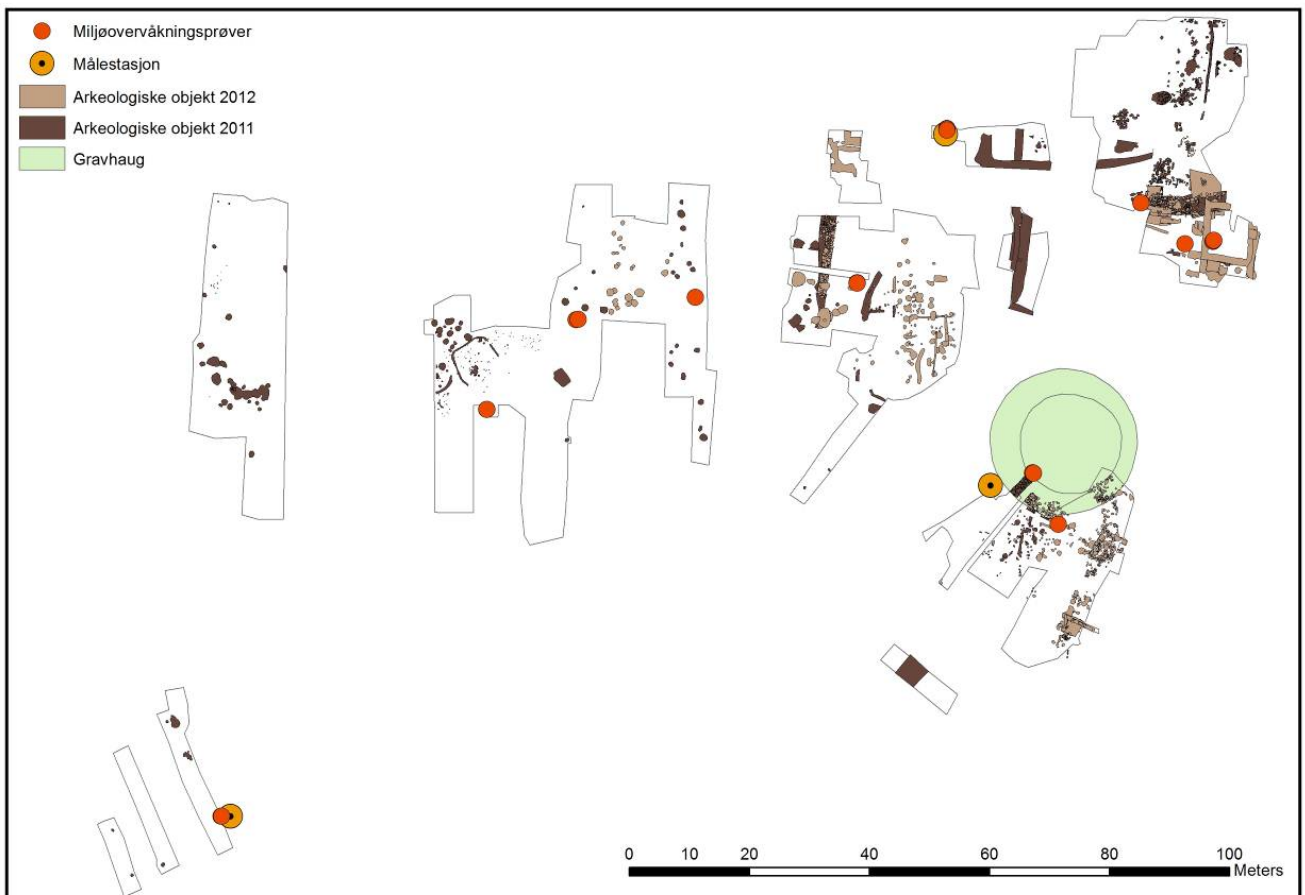 Miljøovervåkningsprøver
Målestasjon
Arkeologiske objekt 2012
Arkeologiske objekt 2011
Gravhaug
0 10 20 40 60 80 100
Meters